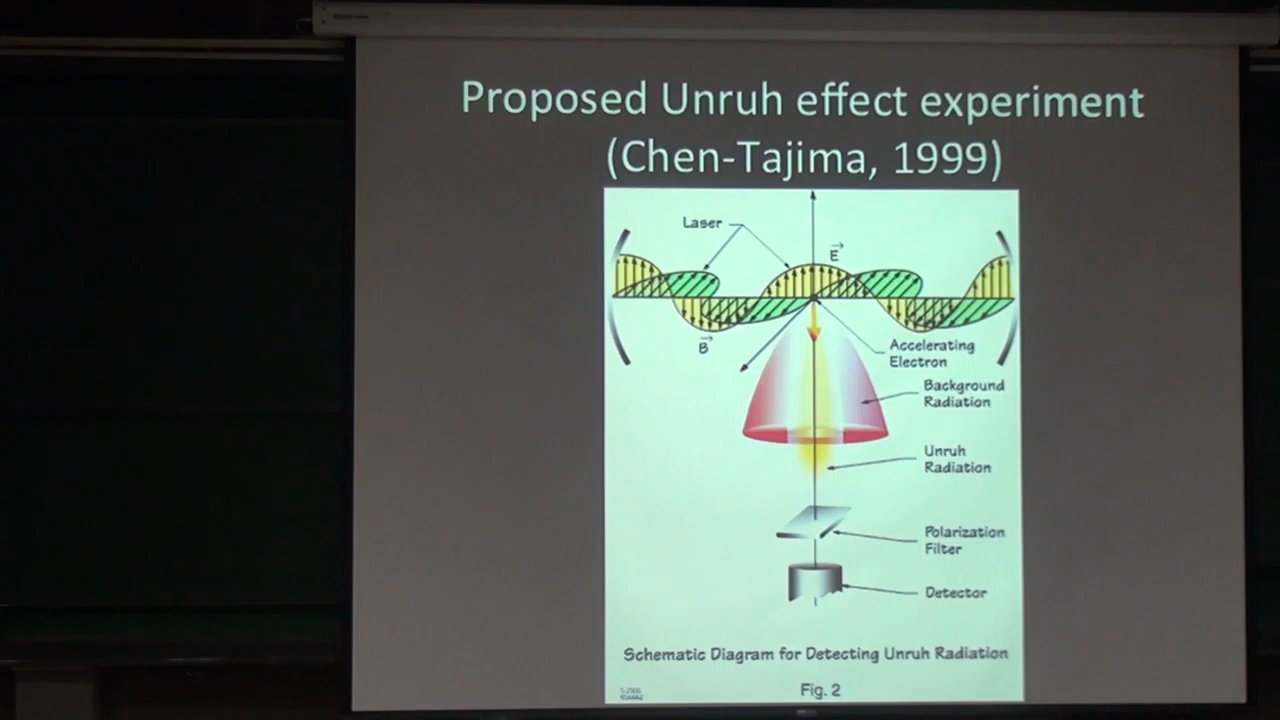 Proposed Unruh effect experiment
(Chen-Tajima, 1999)
Laser
E
B
Accelerating
Electron
Background
Radiation
Unruh
Radiation
Polarization
Filter
Detector
Schematic Diagram for Detecting Unruh Radiation
Fig. 2